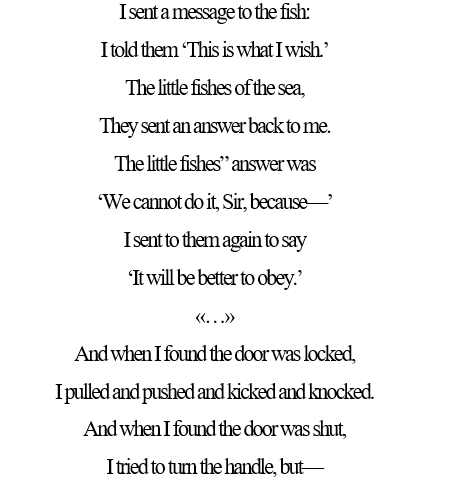 I sent a message to the fish:
I told them ‘This is what I wish.’
The little fishes of the sea,
They sent an answer back to me.
The little fishes” answer was
‘We cannot do it, Sir, because—’
I sent to them again to say
‘It will be better to obey.’
«…»
And when I found the door was locked,
I pulled and pushed and kicked and knocked.
And when I found the door was shut,
I tried to turn the handle, but—